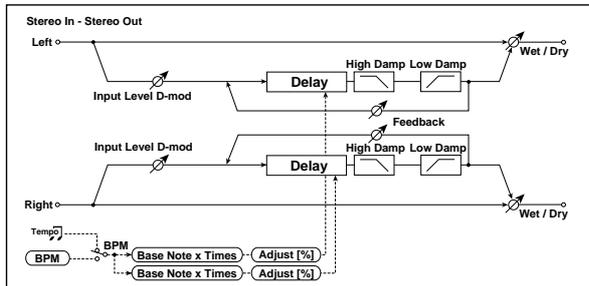 Stereo In - Stereo Out
Left
Wet / Dry
High Damp Low Damp
Delay
Input Level D-mod
Feedback
Input Level D-mod
High Damp Low Damp
Delay
Right
Wet / Dry
Tempo
BPM
BPM
Base Note x Times
Adjust [%]
Base Note x Times
Adjust [%]